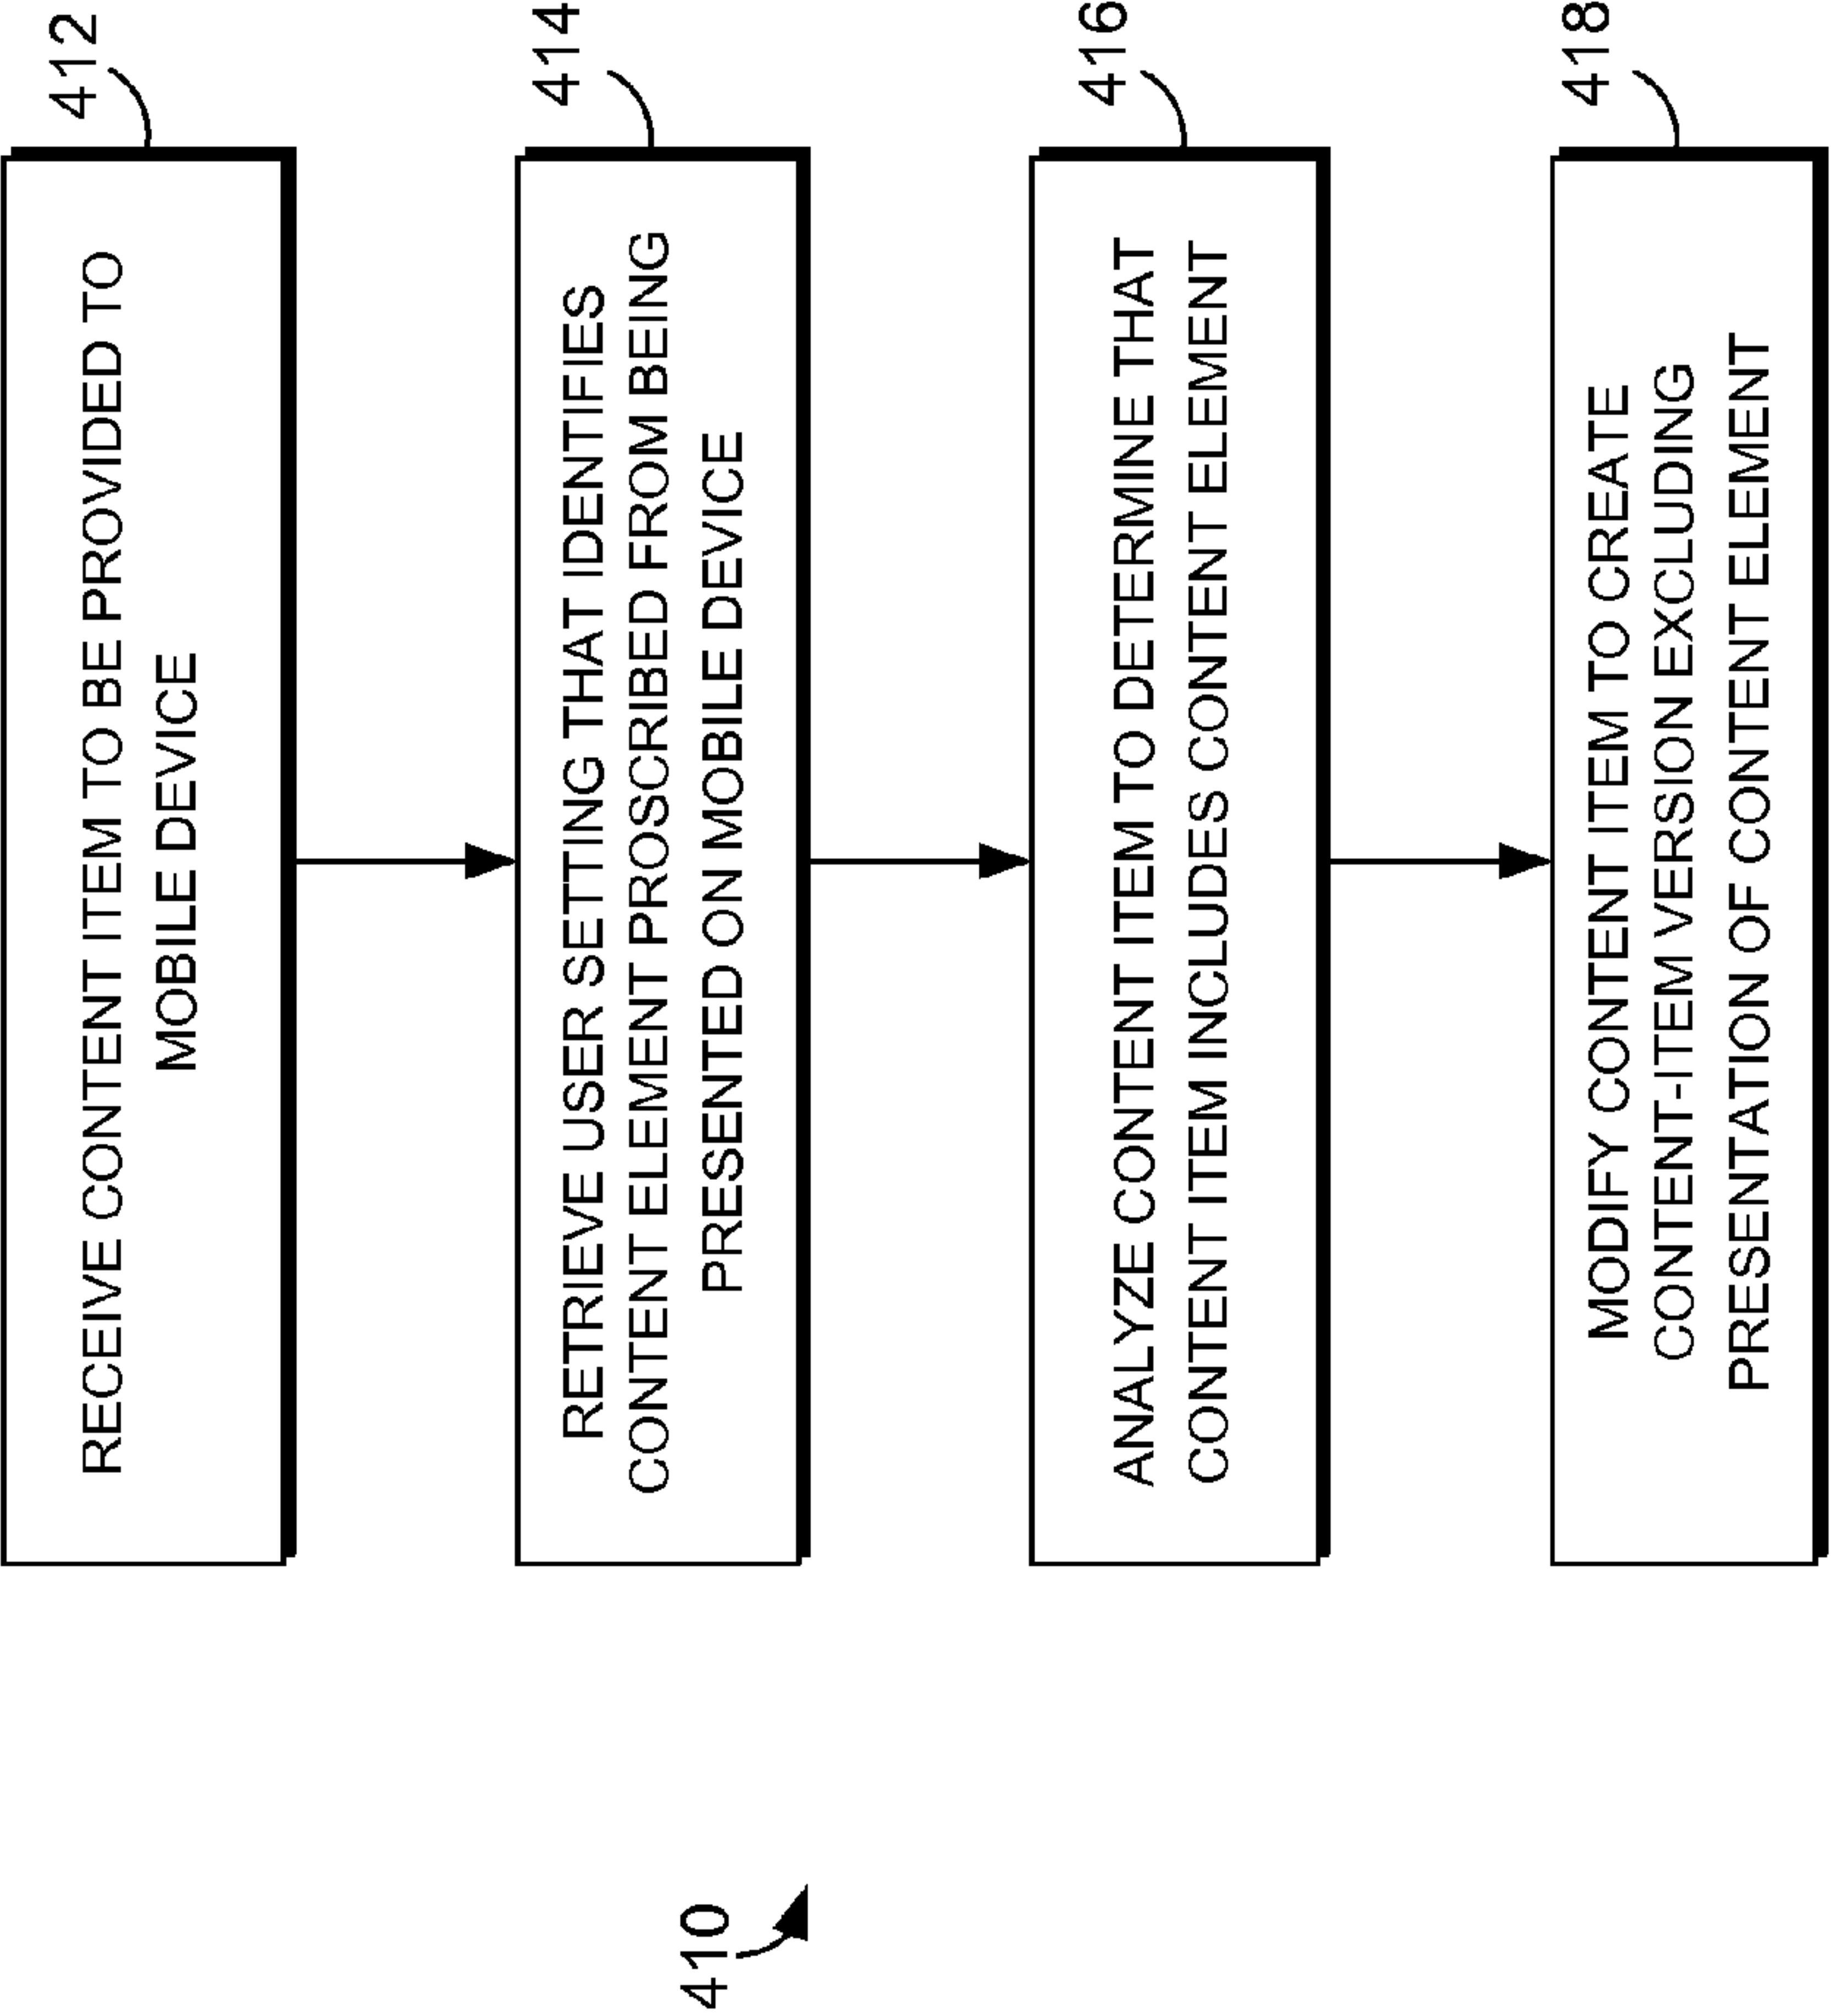 410
412
RECEIVE CONTENT ITEM TO BE PROVIDED TO
MOBILE DEVICE
414
RETRIEVE USER SETTING THAT IDENTIFIES
CONTENT ELEMENT PROSCRIBED FROM BEING
PRESENTED ON MOBILE DEVICE
416
ANALYZE CONTENT ITEM TO DETERMINE THAT
CONTENT ITEM INCLUDES CONTENT ELEMENT
418
MODIFY CONTENT ITEM TO CREATE
CONTENT-ITEM VERSION EXCLUDING
PRESENTATION OF CONTENT ELEMENT